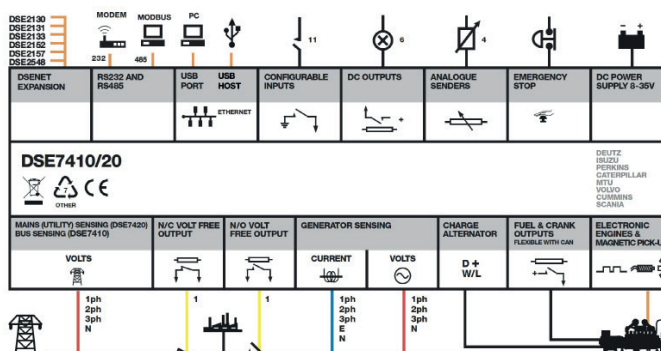 DSE2130
DSE2131
DSE2133
DSE2152
DSE2157
DSE2548
MODEM
232
MODBUS
485
PC
11
6
4
- +
DSENET
EXPANSION
RS232 AND
RS485
USB
PORT
USB
HOST
ETHERNET
CONFIGURABLE
INPUTS
DC OUTPUTS
+
ANALOGUE
SENDERS
EMERGENCY
STOP
DC POWER
SUPPLY 8-35V
DSE7410/20
7
OTHER
CE
DEUTZ
ISUZU
PERKINS
CATERPILLAR
MTU
VOLVO
CUMMINS
SCANIA
MAINS (UTILITY) SENSING (DSE7420)
BUS SENSING (DSE7410)
VOLTS
N/C VOLT FREE
OUTPUT
N/O VOLT
FREE OUTPUT
GENERATOR SENSING
CURRENT
VOLTS
CHARGE
ALTERNATOR
D +
W/L
FUEL & CRANK
OUTPUTS
FLEXIBLE WITH CAN
+
ELECTRONIC
ENGINES &
MAGNETIC PICK-U
1ph
2ph
3ph
N
1
1
1ph
2ph
3ph
E
N
1ph
2ph
3ph
N